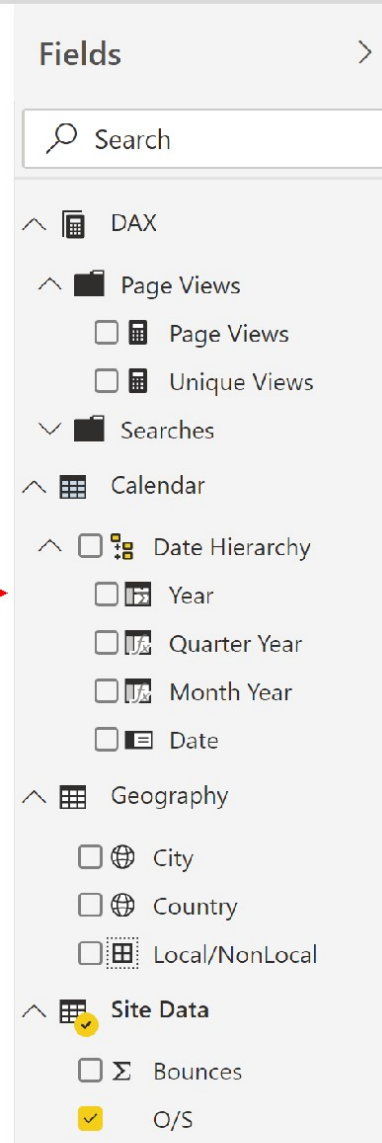 Fields
Search
DAX
Page Views
Page Views
Unique Views
Searches
Calendar
Date Hierarchy
Year
Quarter Year
Month Year
Date
Geography
City
Country
Local/NonLocal
Site Data
Σ Bounces
O/S